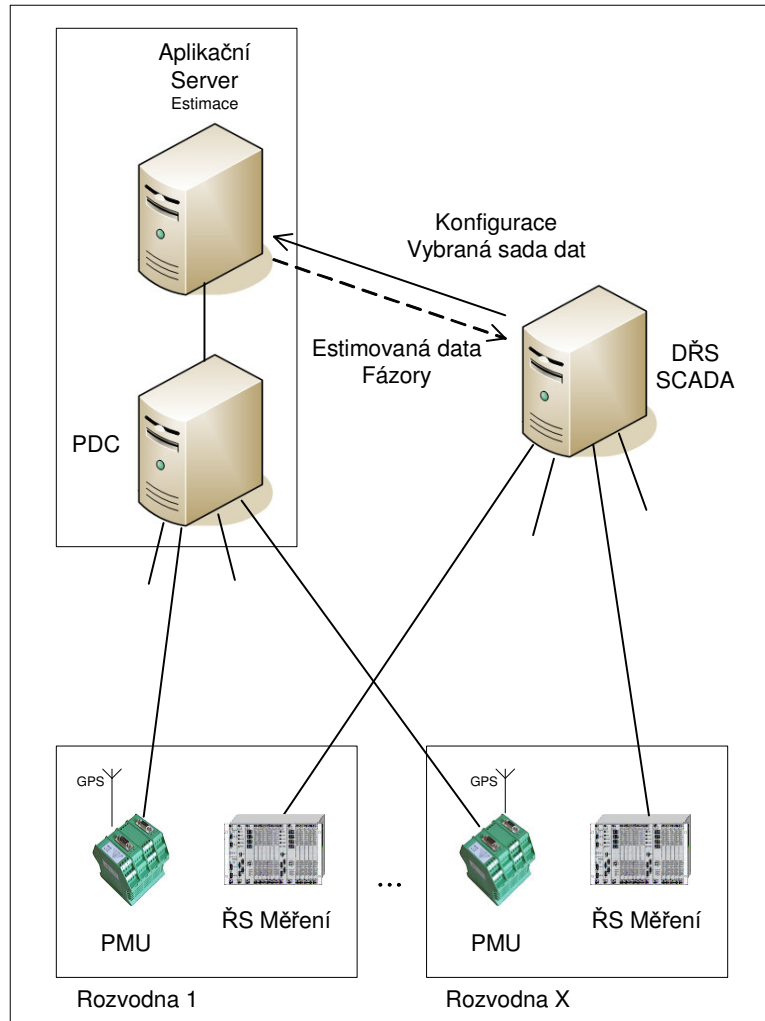 Aplikační
Server
Estimace
Konfigurace
Vybraná sada dat
Estimovaná data
Fázory
DŘS
SCADA
PDC
GPS
GPS
...
PMU
ŘS Měření
PMU
ŘS Měření
Rozvodna 1
Rozvodna X